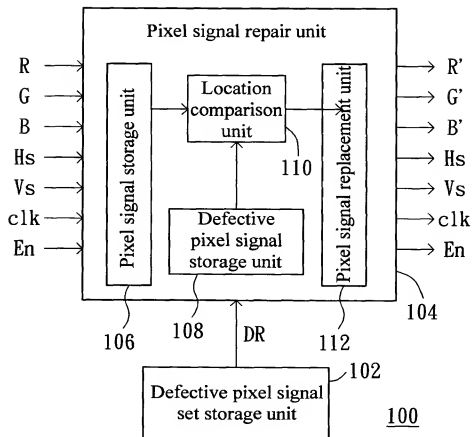 Pixel signal repair unit
R
G
B
Hs
Vs
clk
En
Pixel signal storage unit
Location
comparison
unit
110
Pixel signal replacement unit
Defective
pixel signal
storage unit
R'
G'
B'
Hs
Vs
clk
En
106
108
112
104
DR
102
Defective pixel signal
set storage unit
100